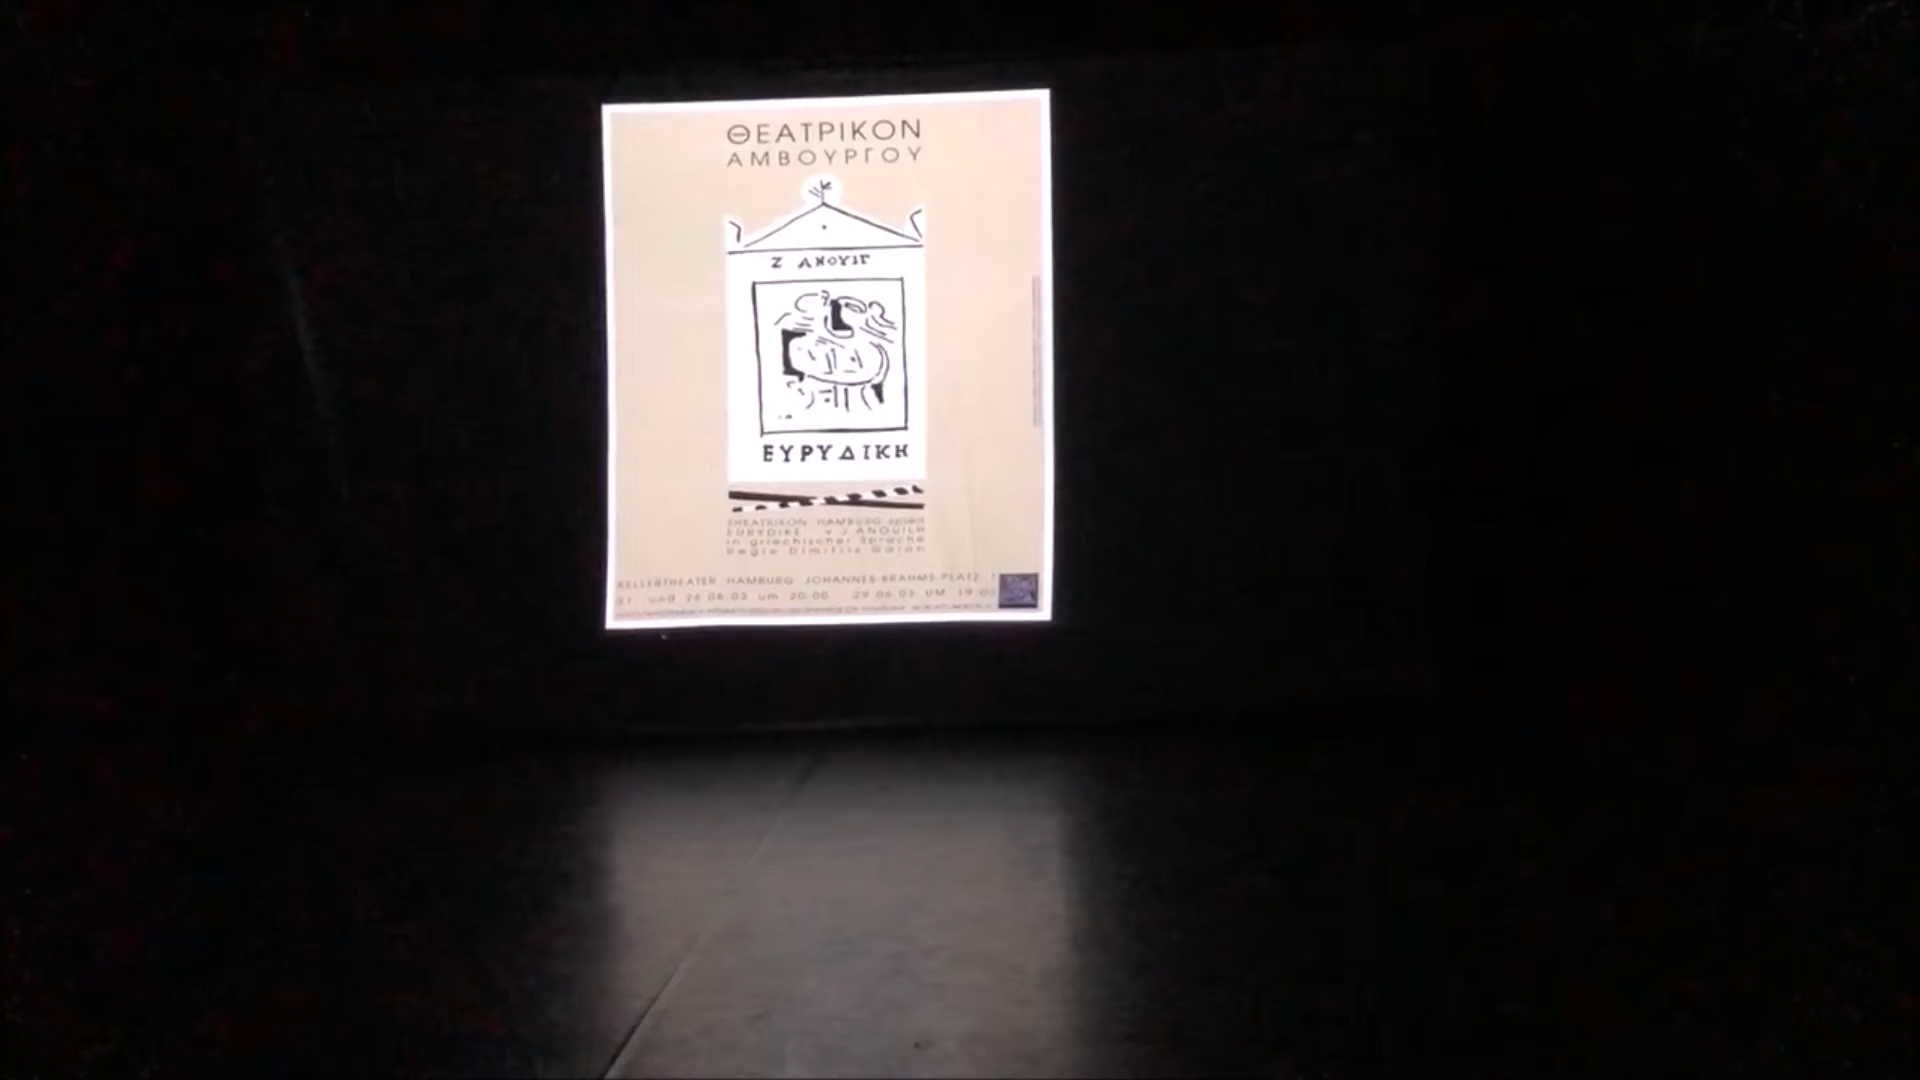 ΘΕΑΤΡΙΚΟΝ
ΑΜΒΟΥΡΓΟΥ
Ζ ΑΝΟΥΙΓ
ΕΥΡΥΔΙΚΗ
THEATRIKON HAMBURG spielt
EURYDIKE v J ANOUILH
in griechischer Sprache
Regie Dimitris
KELLERTHEATER HAMBURG JOHANNES-BRAHMS-PLATZ 1
und 26.06.03 um 20:00 29.06.03 UM 19:00